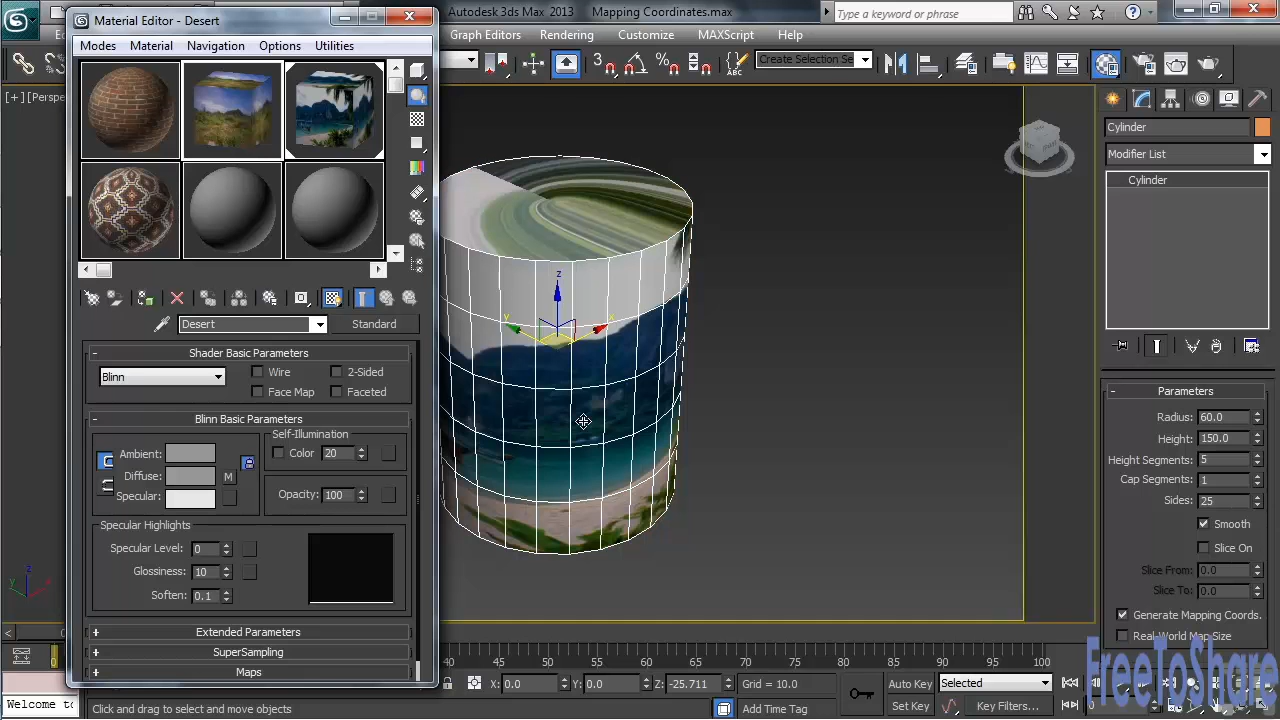 Material Editor - Desert
Autodesk 3ds Max 2013 Mapping Coordinates.max
Type a keyword or phrase
Modes Material Navigation Options Utilities
Graph Editors Rendering Customize MAXScript Help
Create Selection Se
[+] [Persp
Cylinder
Modifier List
Cylinder
z
y
x
Desert
Standard
Shader Basic Parameters
Blinn
Wire
2-Sided
Face Map
Faceted
Blinn Basic Parameters
Self-Illumination
Ambient:
Color 20
Diffuse:
M
Specular:
Opacity: 100
Specular Highlights
Specular Level: 0
Glossiness: 10
Soften: 0.1
Extended Parameters
SuperSampling
Maps
Parameters
Radius: 60.0
Height: 150.0
Height Segments: 5
Cap Segments: 1
Sides: 25
Smooth
Slice On
Slice From: 0.0
Slice To: 0.0
Generate Mapping Coords.
Real-World Map Size
FreeToShare
z
y
x
0
40 45 50 55 60 65 70 75 80 85 90 95 100
X: 0.0 Y: 0.0 Z: -25.711 Grid = 10.0
Auto Key Selected
Set Key Key Filters...
Welcome to
Click and drag to select and move objects
Add Time Tag